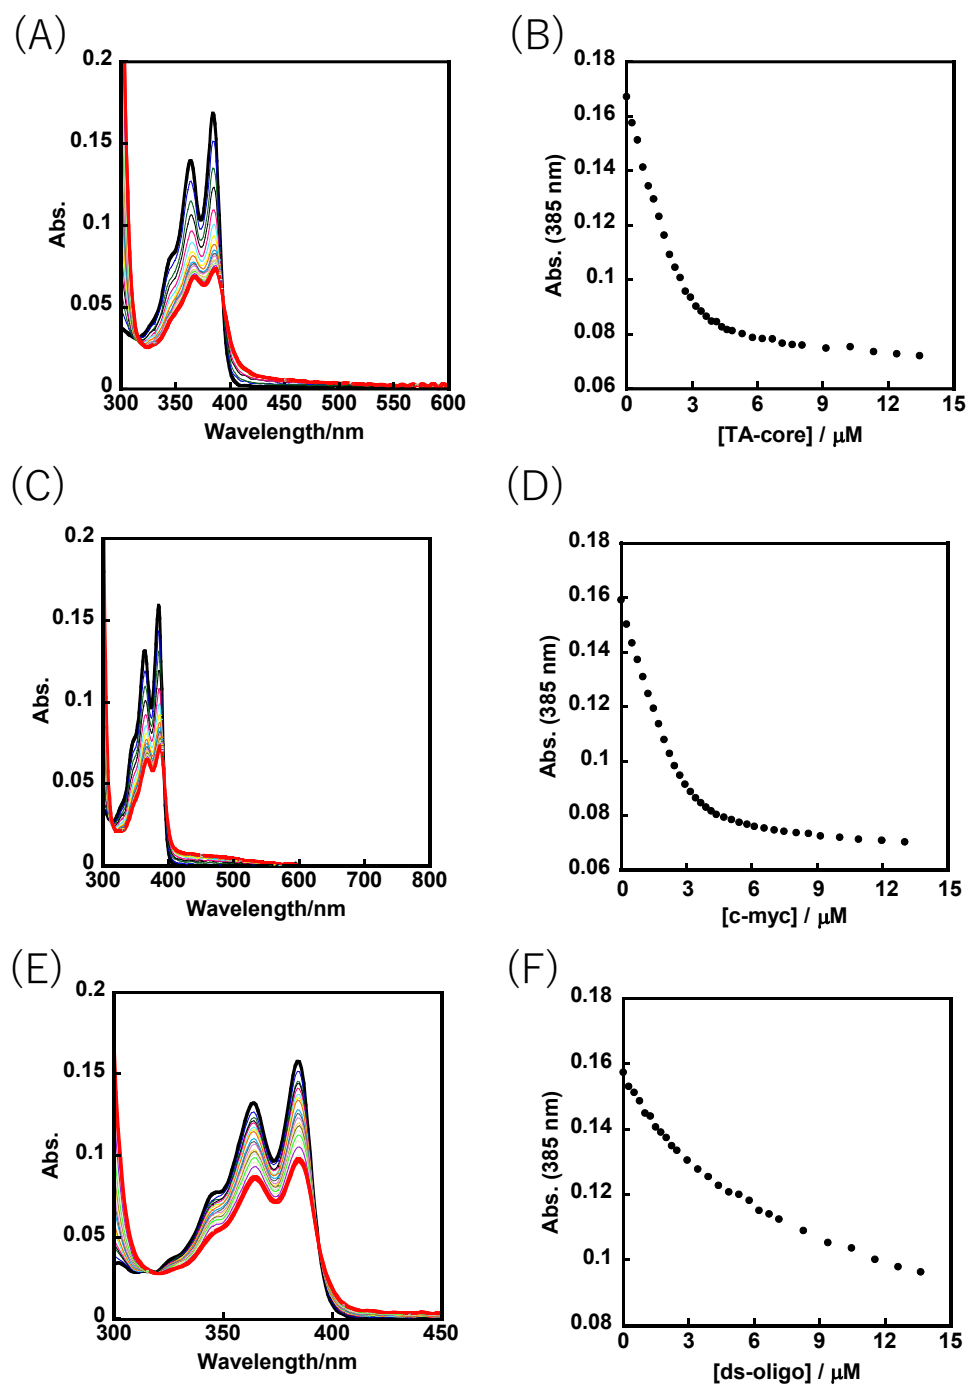 (A)
0.2
0.15
0.1
0.05
0
Abs.
300 350 400 450 500 550 600
Wavelength/nm
(B)
0.18
0.16
0.14
0.12
0.1
0.08
0.06
Abs. (385 nm)
0 3 6 9 12 15
[TA-core] / μM
(C)
0.2
0.15
0.1
0.05
0
Abs.
300 400 500 600 700 800
Wavelength/nm
(D)
0.18
0.16
0.14
0.12
0.1
0.08
0.06
Abs. (385 nm)
0 3 6 9 12 15
[c-myc] / μM
(E)
0.2
0.15
0.1
0.05
0
Abs.
300 350 400 450
Wavelength/nm
(F)
0.18
0.16
0.14
0.12
0.1
0.08
Abs. (385 nm)
0 3 6 9 12 15
[ds-oligo] / μM